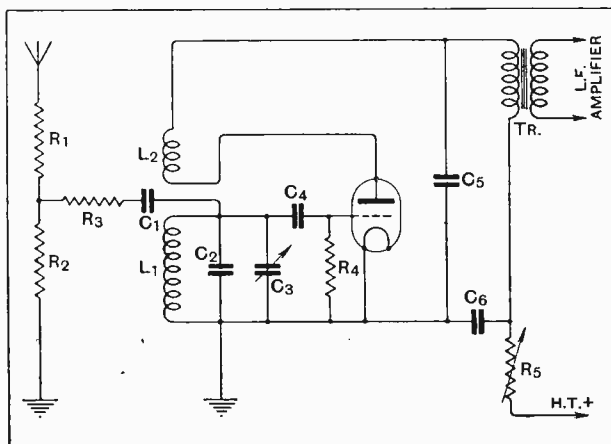 R1
R2
R3
C1
L2
L1
C2
C3
C4
R4
C5
C6
TR.
L.F.
AMPLIFIER
R5
H.T.+